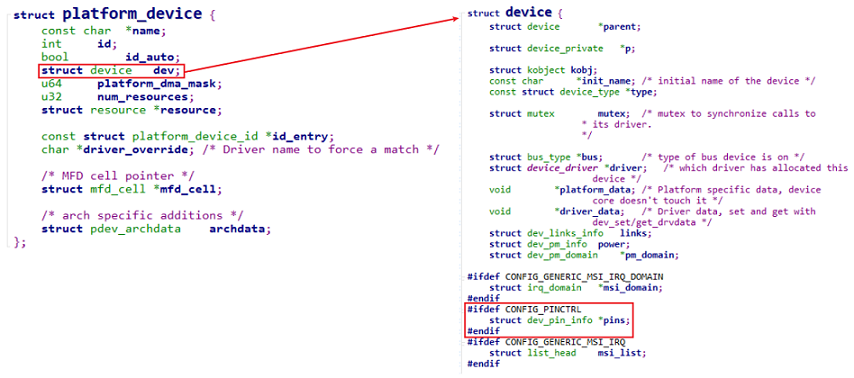 struct platform_device {
const char *name;
int id;
bool id_auto;
struct device dev;
u64 platform_dma_mask;
u32 num_resources;
struct resource *resource;
const struct platform_device_id *id_entry;
char *driver_override; /* Driver name to force a match */
/* MFD cell pointer */
struct mfd_cell *mfd_cell;
/* arch specific additions */
struct pdev_archdata archdata;
};
struct device {
struct device *parent;
struct device_private *p;
struct kobject kobj;
const char *init_name; /* initial name of the device */
const struct device_type *type;
struct mutex mutex; /* mutex to synchronize calls to
* its driver.
*/
struct bus_type *bus; /* type of bus device is on */
struct device_driver *driver; /* which driver has allocated this
device */
void *platform_data; /* Platform specific data, device
core doesn't touch it */
void *driver_data; /* Driver data, set and get with
dev_set/get_drvdata */
struct dev_links_info links;
struct dev_pm_info power;
struct dev_pm_domain *pm_domain;
#ifdef CONFIG_GENERIC_MSI_IRQ_DOMAIN
struct irq_domain *msi_domain;
#endif
#ifdef CONFIG_PINCTRL
struct dev_pin_info *pins;
#endif
#ifdef CONFIG_GENERIC_MSI_IRQ
struct list_head msi_list;
#endif